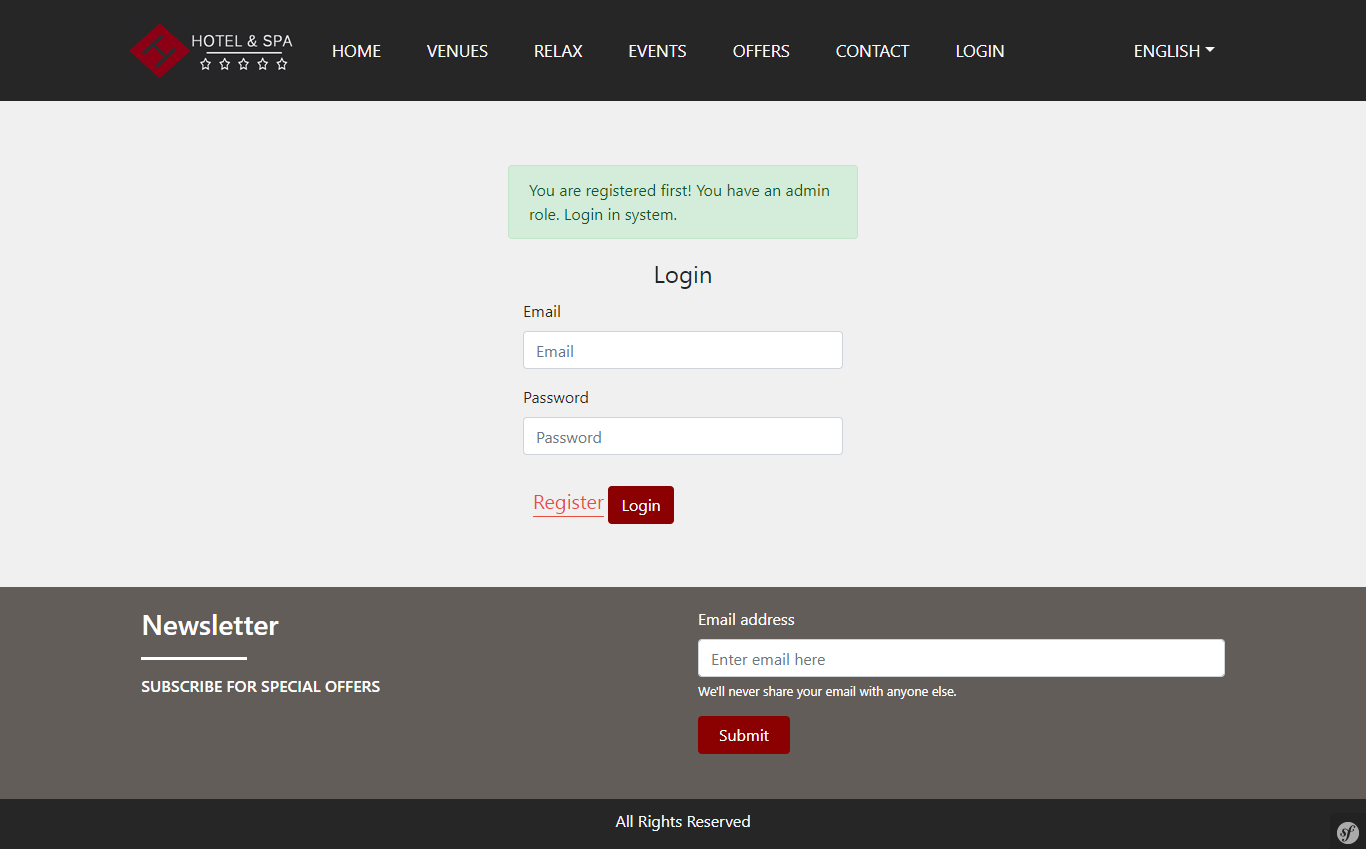 HOTEL & SPA
HOME VENUES RELAX EVENTS OFFERS CONTACT LOGIN ENGLISH
You are registered first! You have an admin
role. Login in system.
Login
Email
Email
Password
Password
Register Login
Newsletter
SUBSCRIBE FOR SPECIAL OFFERS
Email address
Enter email here
We'll never share your email with anyone else.
Submit
All Rights Reserved
sf